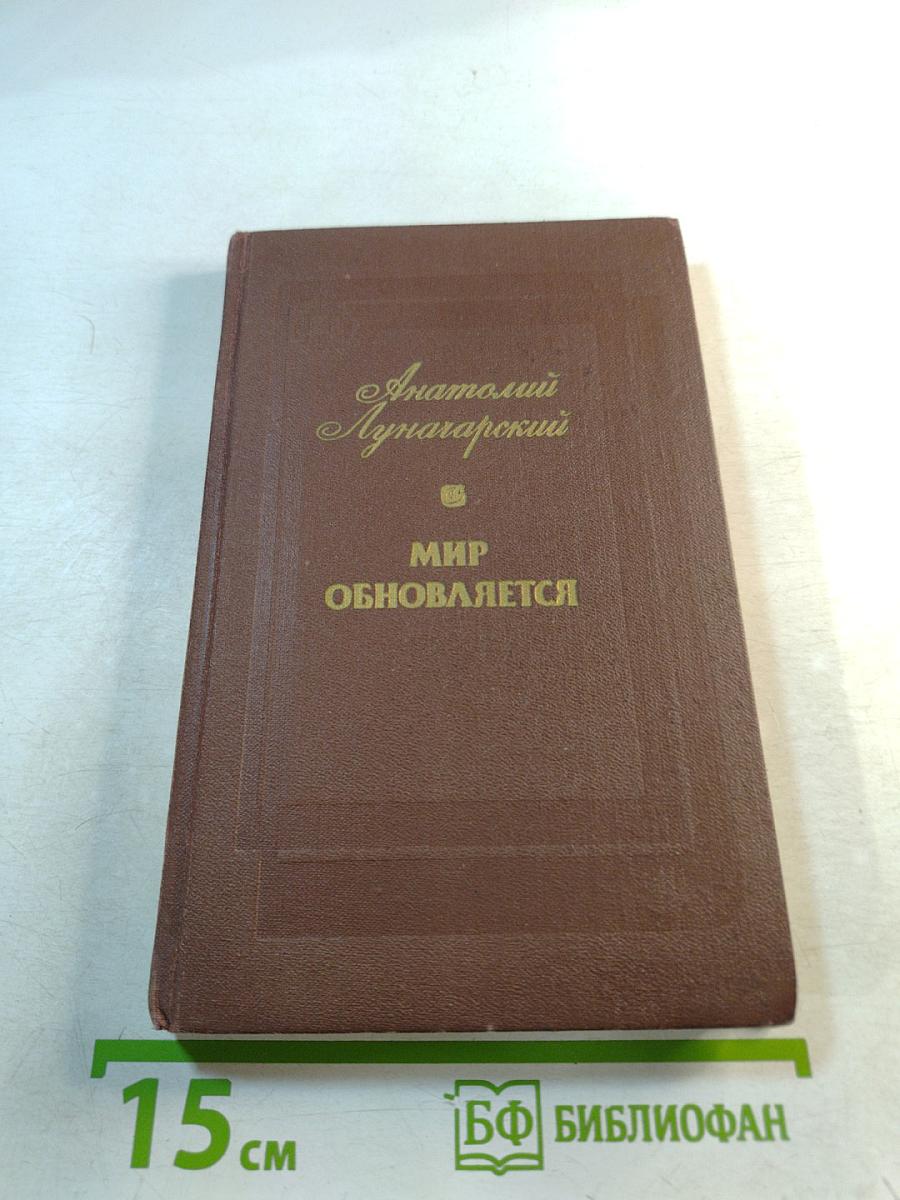 Анатолий
Луначарский
МИР
ОБНОВЛЯЕТСЯ
15 см
БФ БИБЛИОФАН